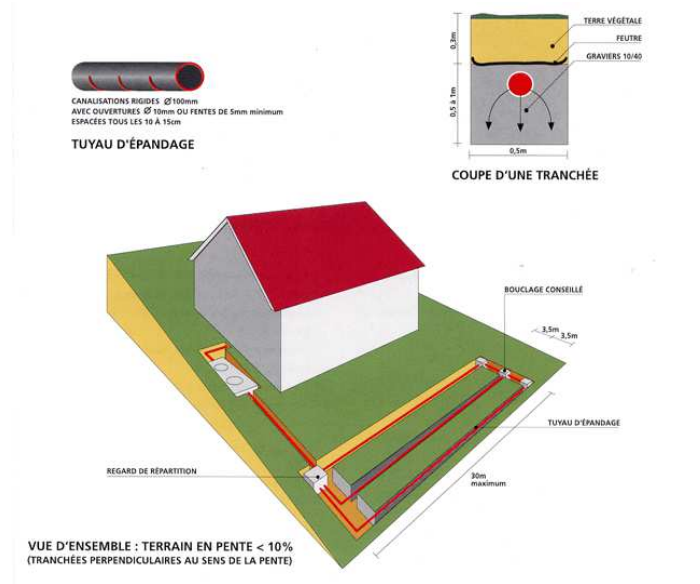 CANALISATIONS RIGIDES Ø100mm
AVEC OUVERTURES Ø 10mm OU FENTES DE 5mm minimum
ESPACÉES TOUS LES 10 À 15cm
TUYAU D'ÉPANDAGE
TERRE VÉGÉTALE
FEUTRE
GRAVIERS 10/40
0,3m
0,5 à 1m
0,5m
COUPE D'UNE TRANCHÉE
BOUCLAGE CONSEILLÉ
3,5m
3,5m
TUYAU D'ÉPANDAGE
30m
maximum
REGARD DE RÉPARTITION
VUE D'ENSEMBLE : TERRAIN EN PENTE < 10%
(TRANCHÉES PERPENDICULAIRES AU SENS DE LA PENTE)